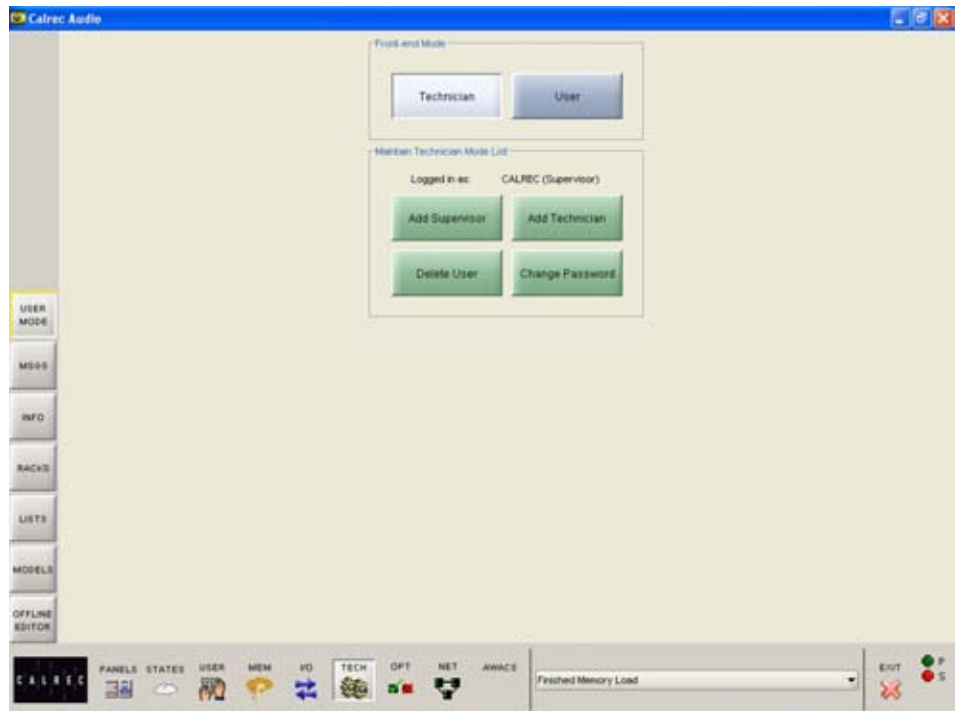 Calrec Audio
Front-end Mode
Technician
User
Maintain Technician Mode List
Logged in as:
CALREC (Supervisor)
Add Supervisor
Add Technician
Delete User
Change Password
USER
MODE
MSGS
INFO
RACKS
LISTS
MODELS
OFFLINE
EDITOR
CALREC
PANELS
STATES
USER
MEM
I/O
TECH
OPT
NET
AWACS
Finished Memory Load
EXIT
P
S